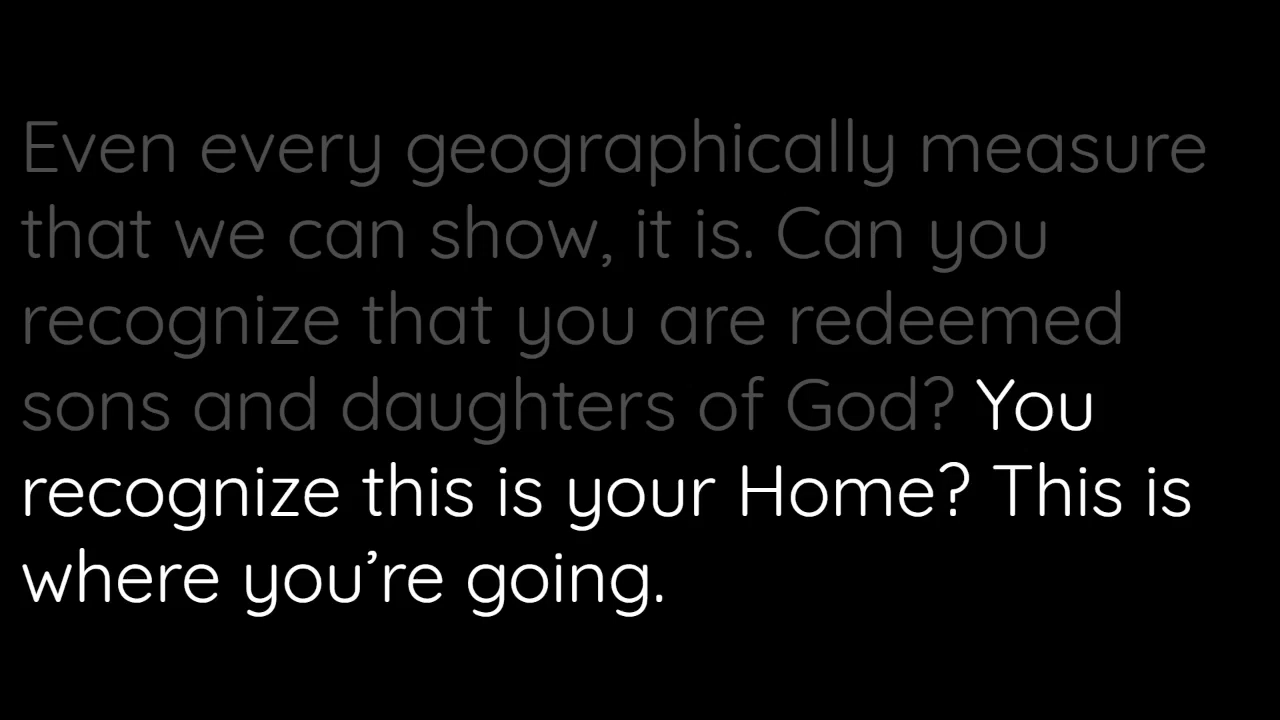 Even every geographically measure
that we can show, it is. Can you
recognize that you are redeemed
sons and daughters of God? You
recognize this is your Home? This is
where you’re going.